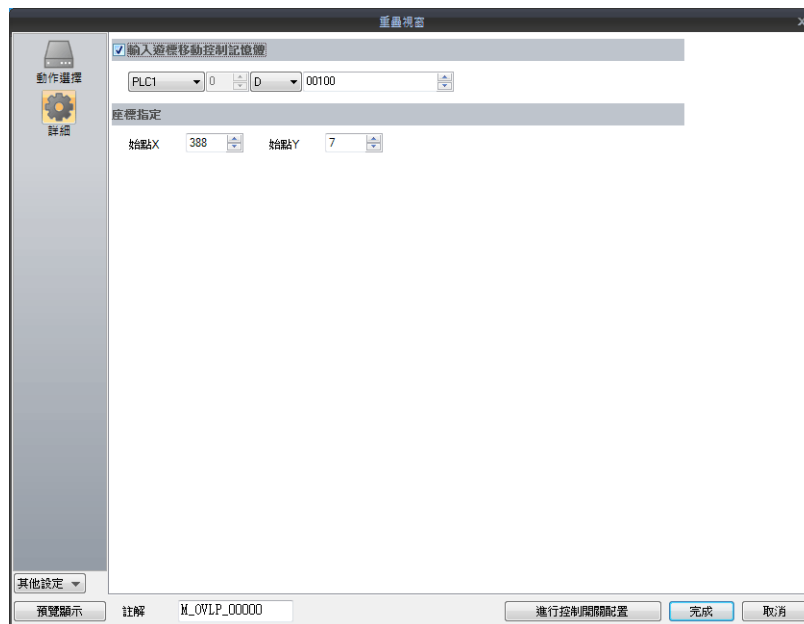 重疊視窗
動作選擇
詳細
輸入遊標移動控制記憶體
PLC1 0 D 00100
座標指定
始點X 388 始點Y 7
其他設定
預覽顯示 註解 M_OVLP_00000 進行控制開關配置 完成 取消